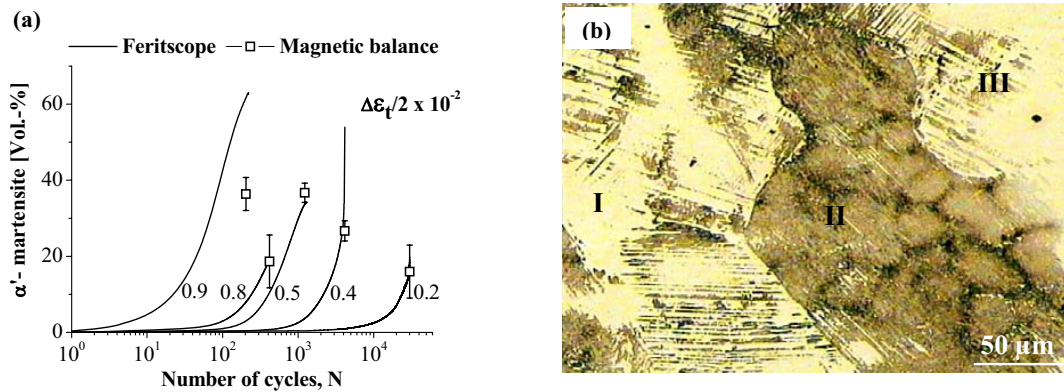 (a)
Feritscope
Magnetic balance
Δεt/2 x 10-2
α'- martensite [Vol.-%]
60
40
20
0
0.9
0.8
0.5
0.4
0.2
10^0
10^1
10^2
10^3
10^4
Number of cycles, N
(b)
I
II
III
50 µm